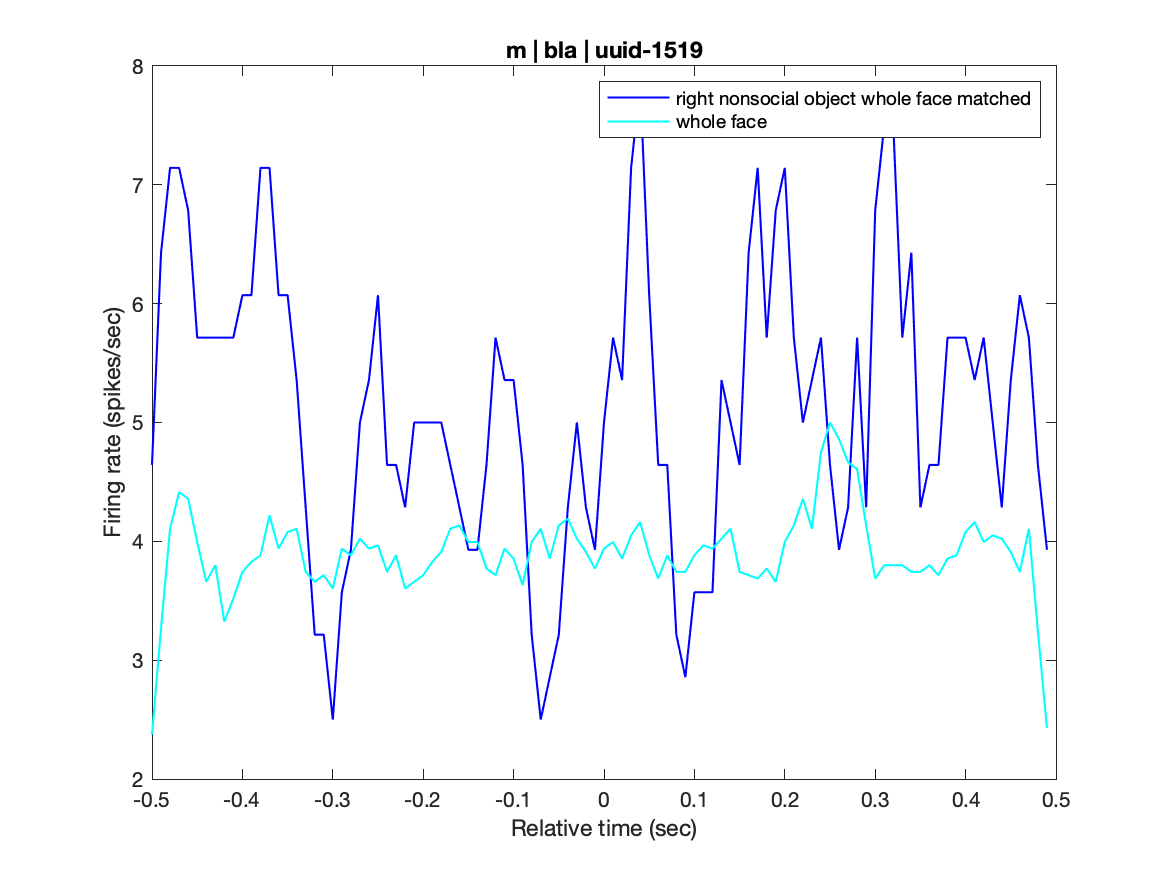 m | bla | uuid-1519
right nonsocial object whole face matched
whole face
8
7
6
5
4
3
2
Firing rate (spikes/sec)
-0.5 -0.4 -0.3 -0.2 -0.1 0 0.1 0.2 0.3 0.4 0.5
Relative time (sec)